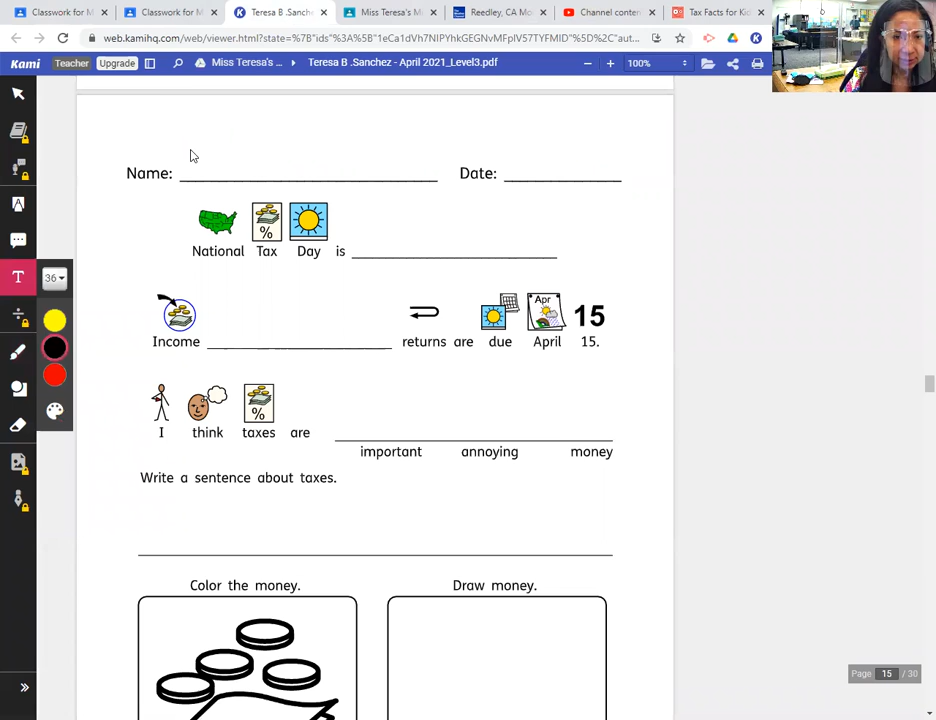 Classwork for M
Classwork for M
Teresa B .Sanche
Miss Teresa's M
Reedley, CA Mo
Channel conten
Tax Facts for Kid
web.kamihq.com/web/viewer.html?state=%7B"ids"%3A%5B"1eCa1dVh7NIPYhkGEGNvMFplV57TYFMID"%5D%2C"aut...
Kami Teacher Upgrade Miss Teresa's ... Teresa B .Sanchez - April 2021_Level3.pdf 100%
Name: Date:
%
National Tax Day is
Apr 15
Income returns are due April 15.
%
I think taxes are
important annoying money
Write a sentence about taxes.
Color the money. Draw money.
T 36
Page 15 / 30